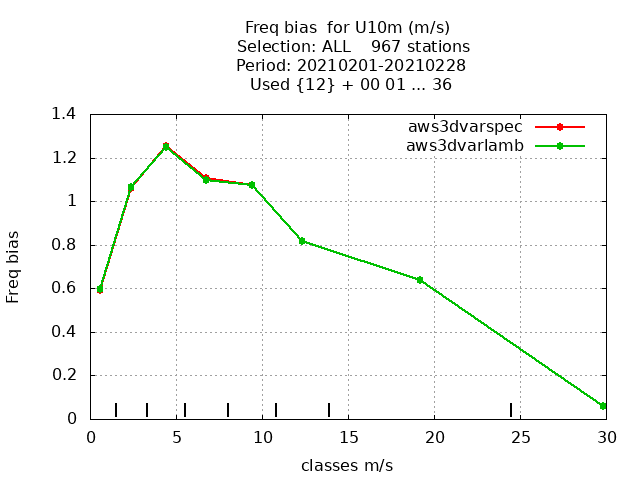 Freq bias  for U10m (m/s)
Selection: ALL    967 stations
Period: 20210201-20210228
Used {12} + 00 01 ... 36
aws3dvarspec
aws3dvarlamb
1.4
1.2
1
0.8
0.6
0.4
0.2
0
Freq bias
0 5 10 15 20 25 30
classes m/s